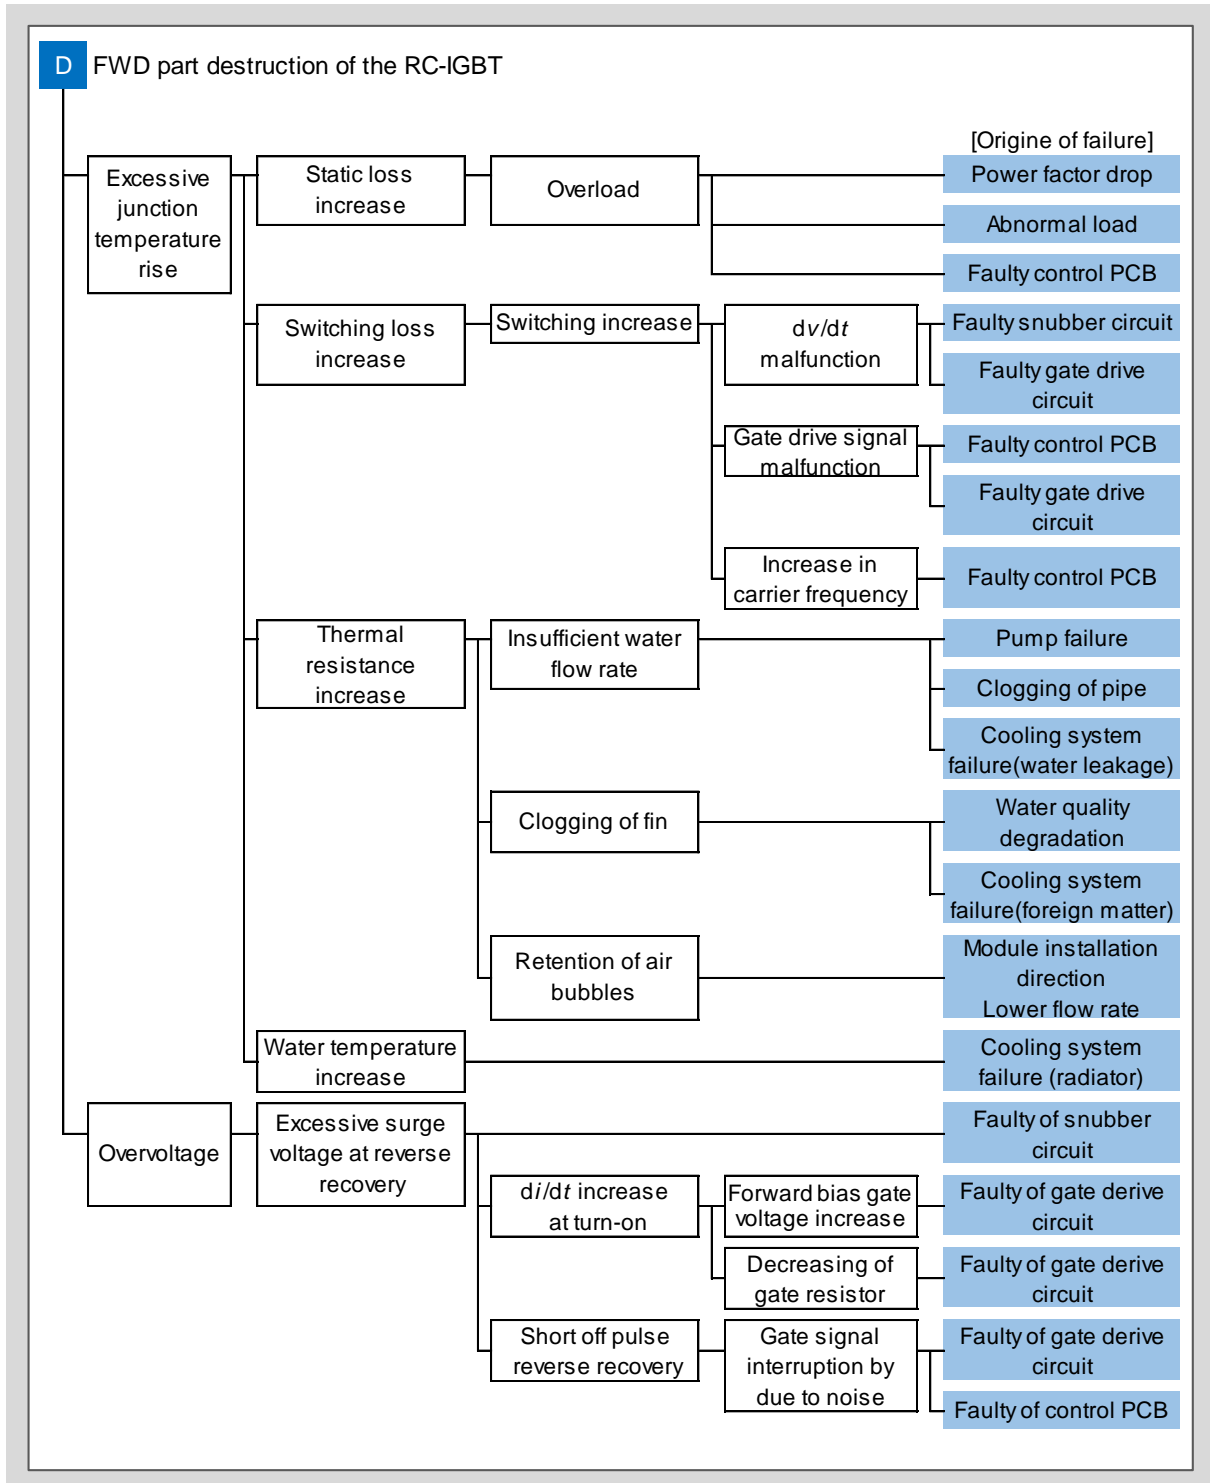 D FWD part destruction of the RC-IGBT
[Origine of failure]
Excessive
junction
temperature
rise
Static loss
increase
Overload
Power factor drop
Abnormal load
Faulty control PCB
Switching loss
increase
Switching increase
dv/dt
malfunction
Faulty snubber circuit
Faulty gate drive
circuit
Gate drive signal
malfunction
Faulty control PCB
Faulty gate drive
circuit
Increase in
carrier frequency
Faulty control PCB
Thermal
resistance
increase
Insufficient water
flow rate
Pump failure
Clogging of pipe
Cooling system
failure(water leakage)
Clogging of fin
Water quality
degradation
Cooling system
failure(foreign matter)
Retention of air
bubbles
Module installation
direction
Lower flow rate
Water temperature
increase
Cooling system
failure (radiator)
Overvoltage
Excessive surge
voltage at reverse
recovery
Faulty of snubber
circuit
di/dt increase
at turn-on
Forward bias gate
voltage increase
Faulty of gate derive
circuit
Decreasing of
gate resistor
Faulty of gate derive
circuit
Short off pulse
reverse recovery
Gate signal
interruption by
due to noise
Faulty of gate derive
circuit
Faulty of control PCB